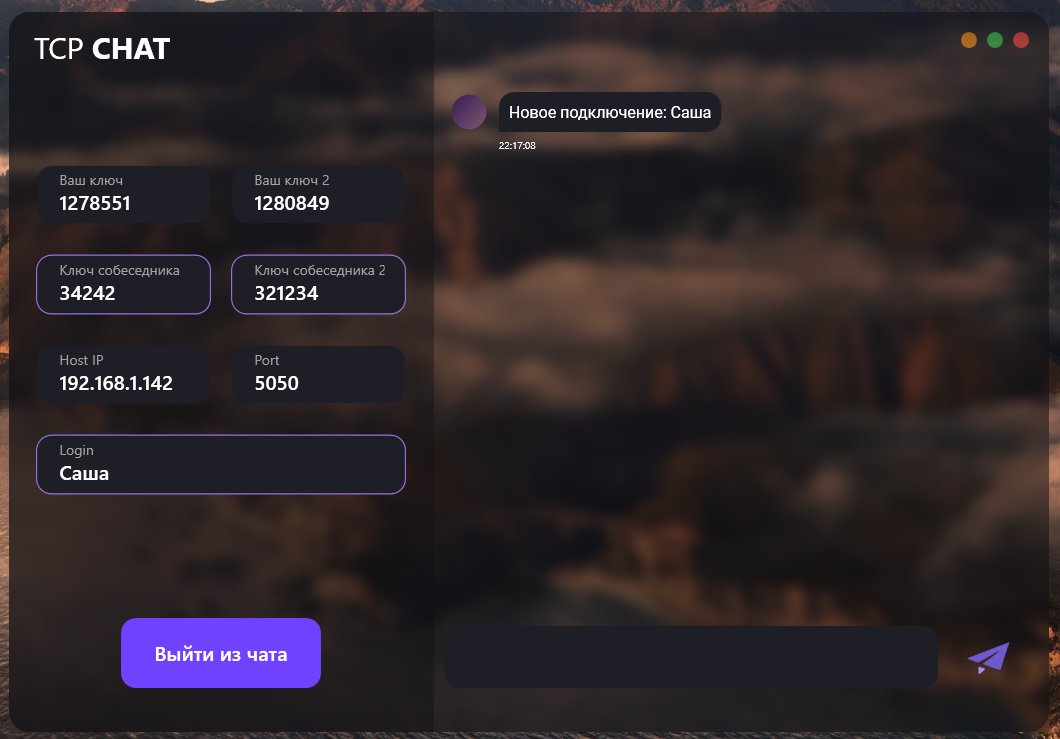 TCP CHAT
Ваш ключ
1278551
Ваш ключ 2
1280849
Ключ собеседника
34242
Ключ собеседника 2
321234
Host IP
192.168.1.142
Port
5050
Login
Саша
Выйти из чата
Новое подключение: Саша
22:17:08